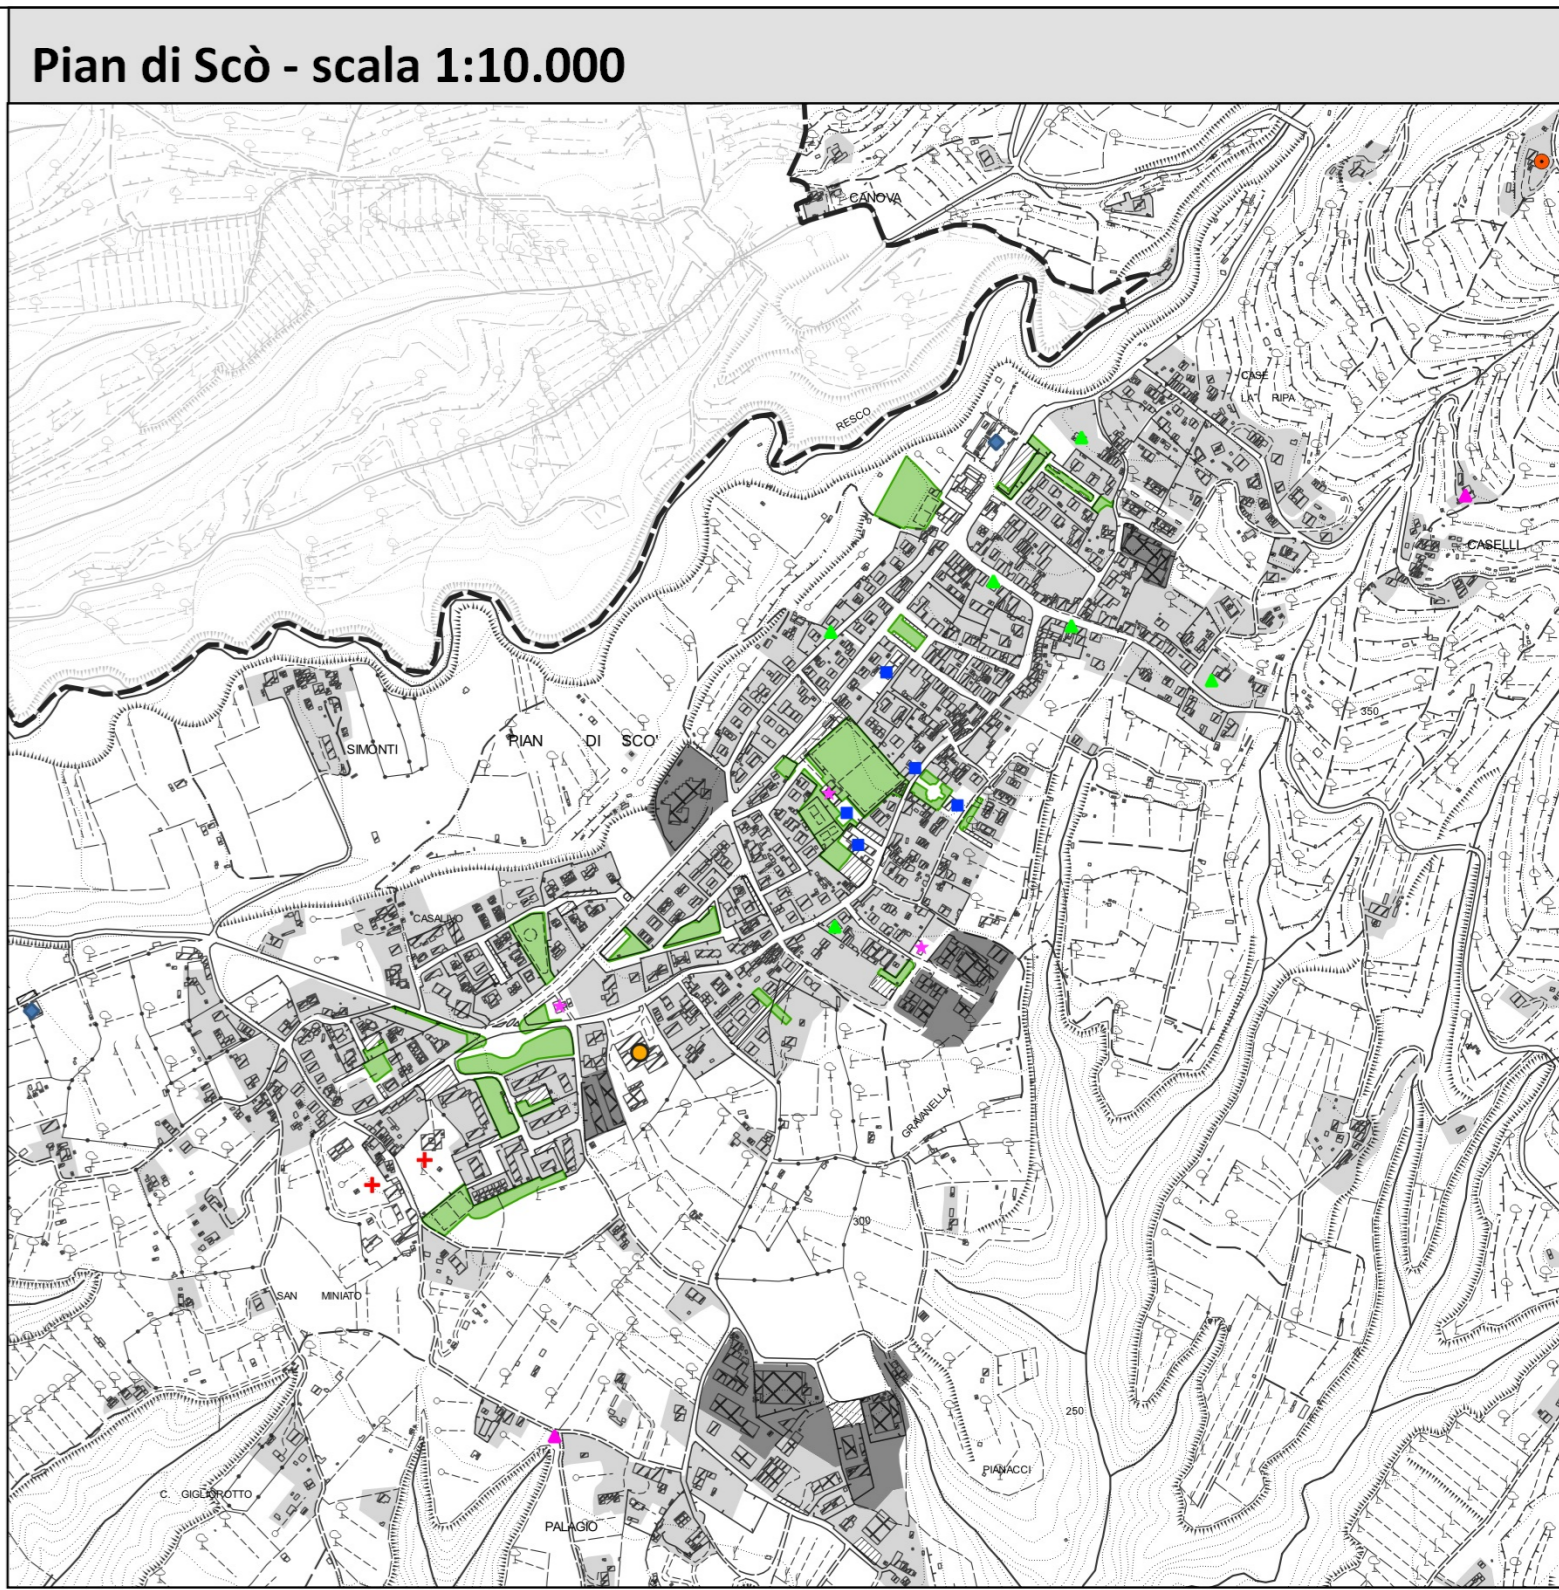 Pian di Scò - scala 1:10.000
CANOVA
CASE
LA RIPA
RESCO
CASELLI
350
PIAN DI SCO'
SIMONTI
CASALIVO
GRAVANELLA
300
SAN MINIATO
250
PIANACCI
C. GIGLIOROTTO
PALAGIO